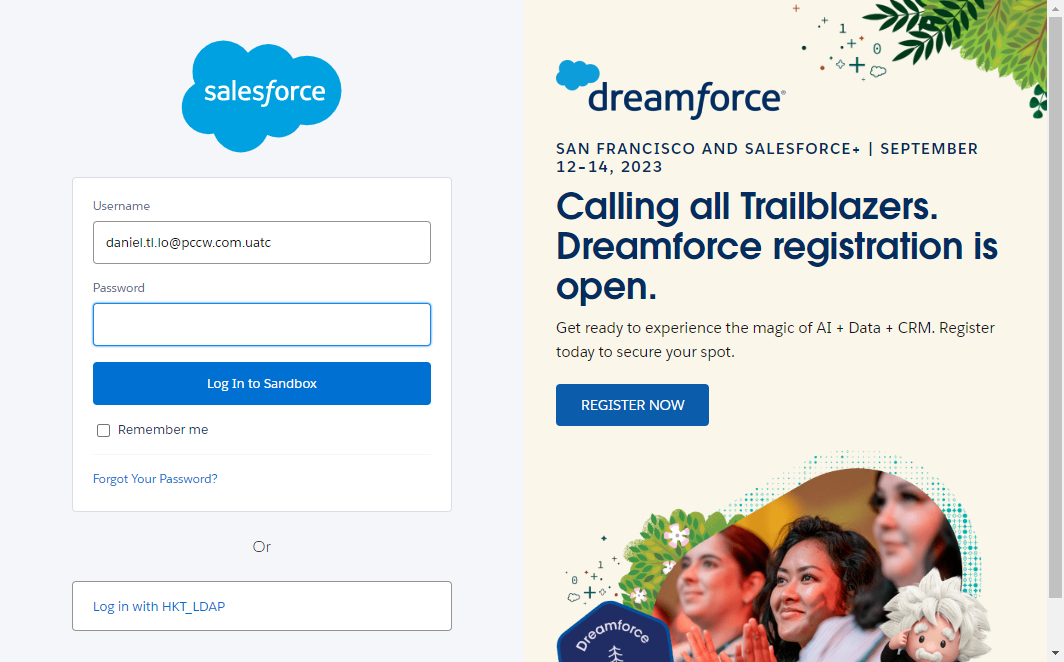 salesforce
Username
daniel.tl.lo@pccw.com.uatc
Password
Log In to Sandbox
Remember me
Forgot Your Password?
Or
Log in with HKT_LDAP
1
0
dreamforce
SAN FRANCISCO AND SALESFORCE+ | SEPTEMBER
12–14, 2023
Calling all Trailblazers.
Dreamforce registration is
open.
Get ready to experience the magic of AI + Data + CRM. Register
today to secure your spot.
REGISTER NOW
1
0
Dreamforce